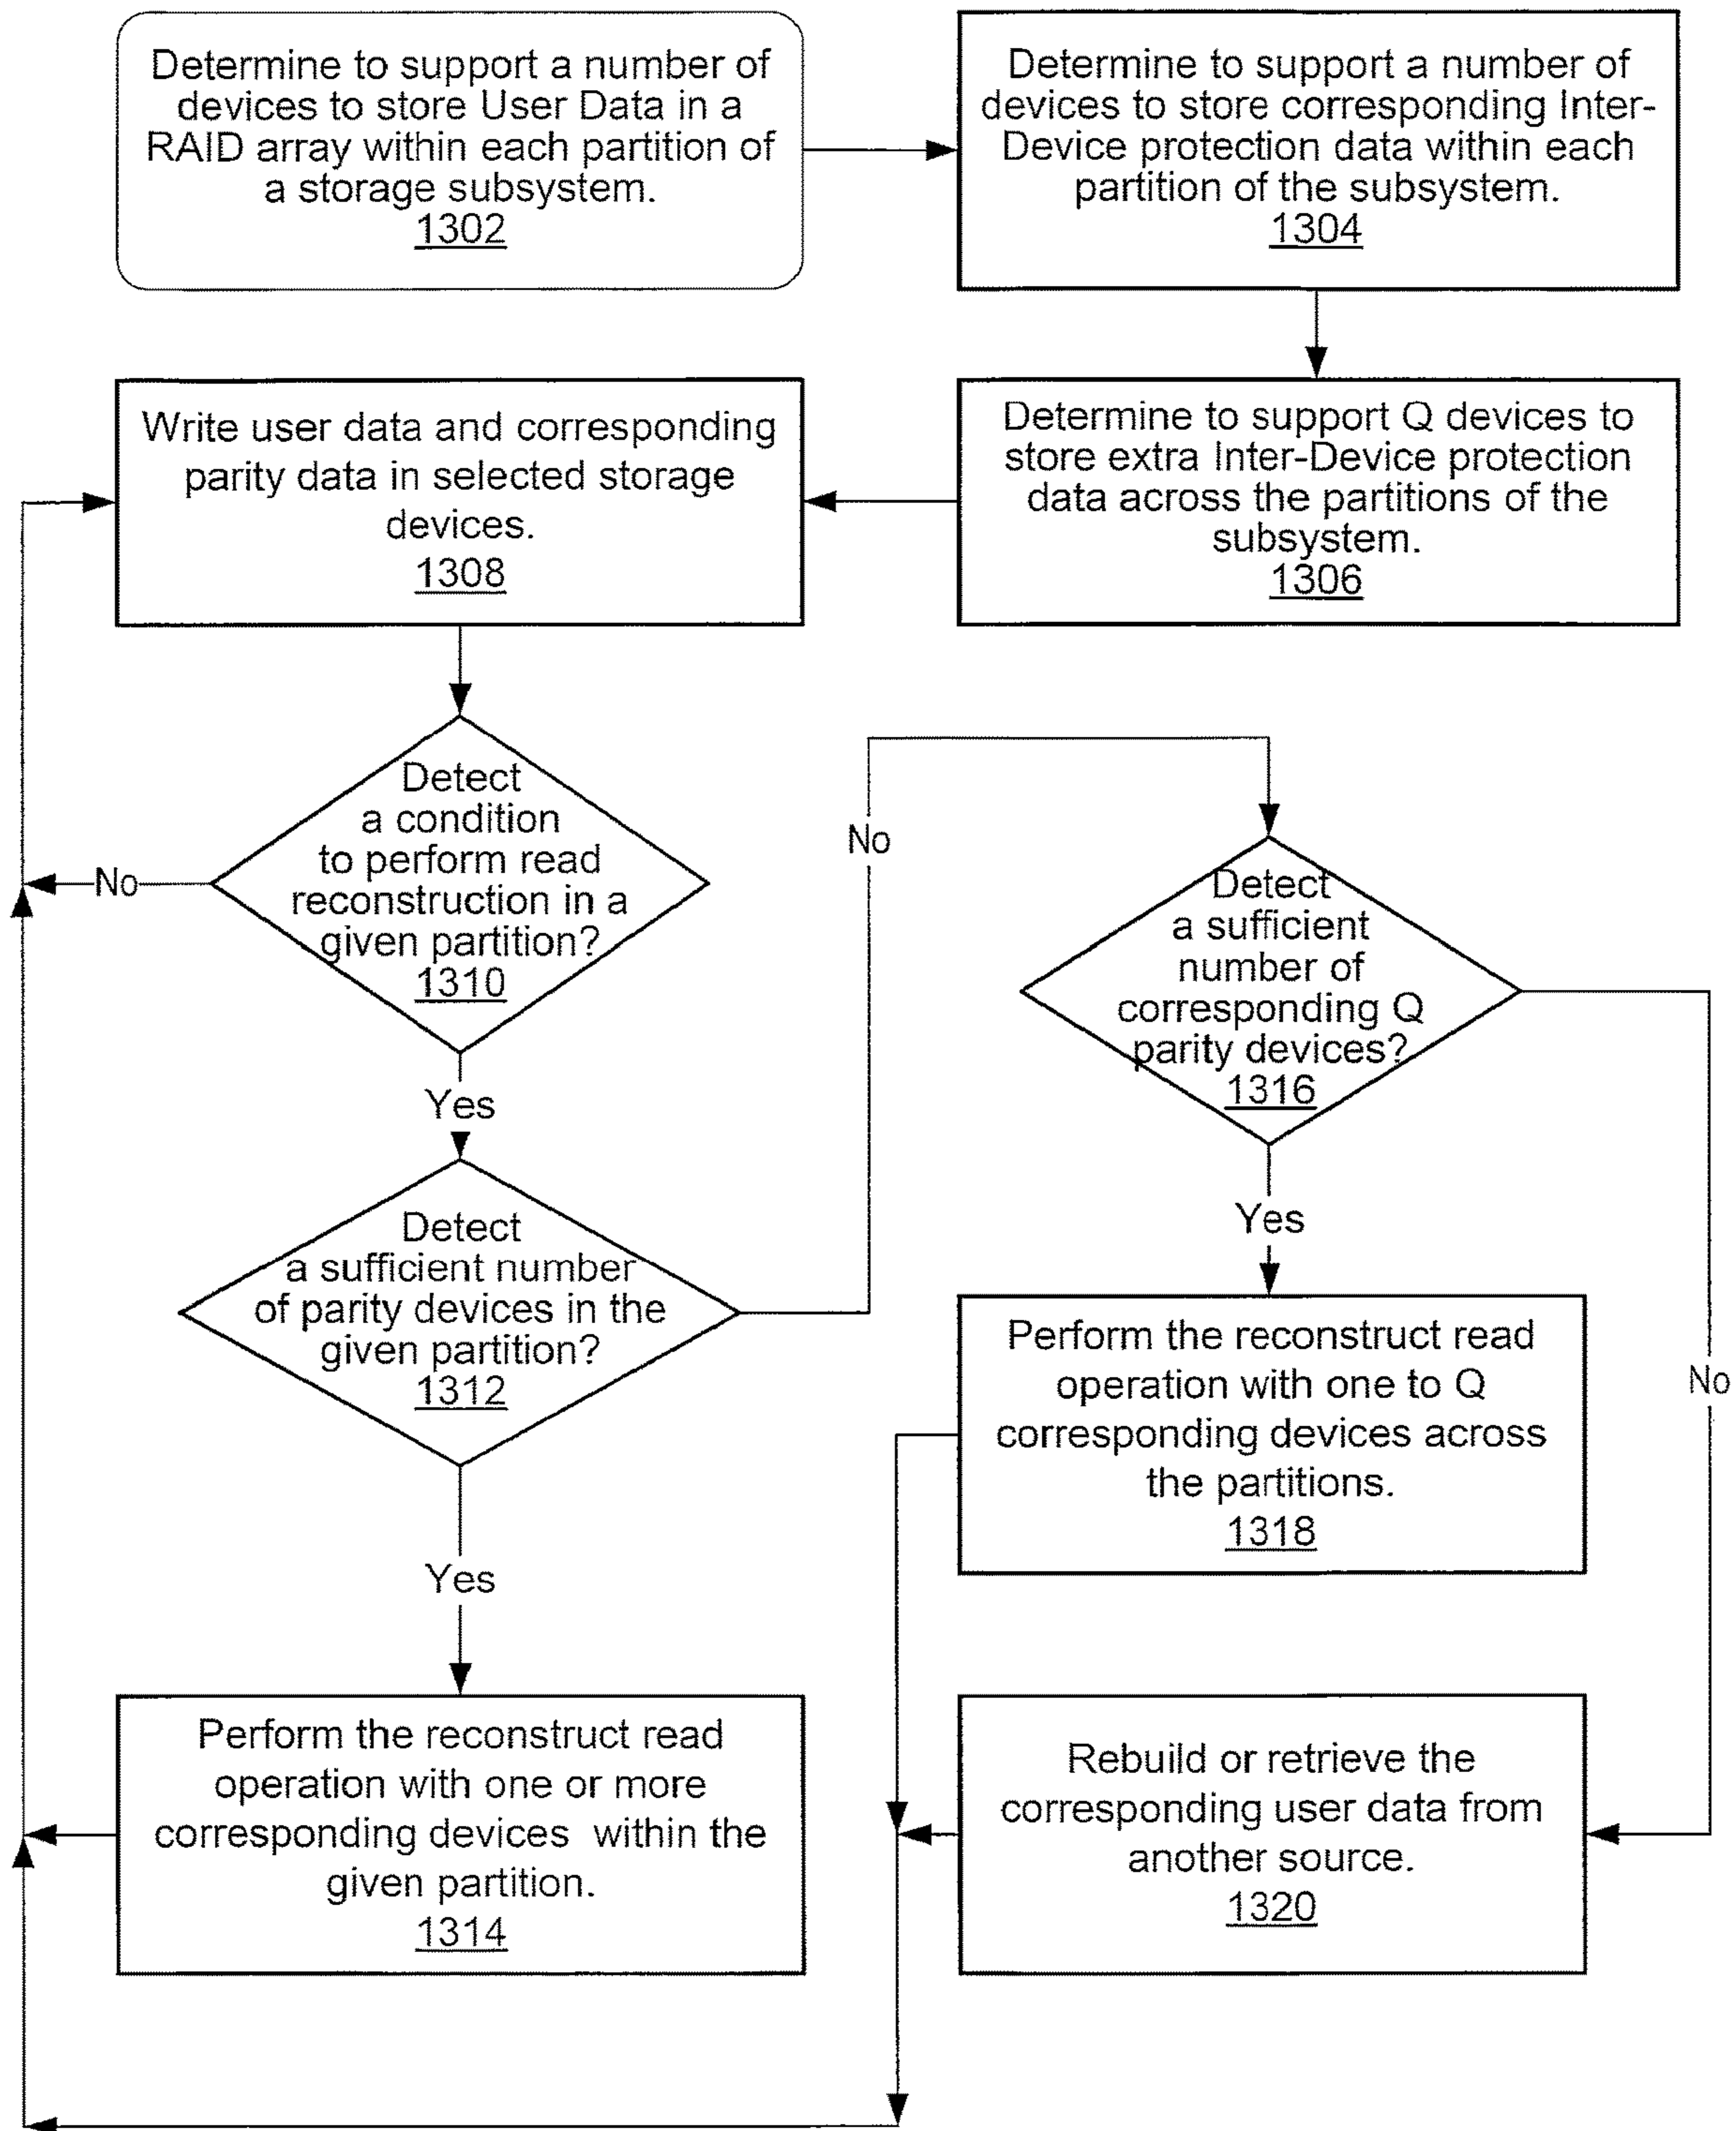 Determine to support a number of
devices to store User Data in a
RAID array within each partition of
a storage subsystem.
1302
Determine to support a number of
devices to store corresponding Inter-
Device protection data within each
partition of the subsystem.
1304
Determine to support Q devices to
store extra Inter-Device protection
data across the partitions of the
subsystem.
1306
Write user data and corresponding
parity data in selected storage
devices.
1308
Detect
a condition
to perform read
reconstruction in a
given partition?
1310
No
Yes
Detect
a sufficient number
of parity devices in the
given partition?
1312
No
Yes
Perform the reconstruct read
operation with one or more
corresponding devices within the
given partition.
1314
Detect
a sufficient
number of
corresponding Q
parity devices?
1316
Yes
No
Perform the reconstruct read
operation with one to Q
corresponding devices across
the partitions.
1318
Rebuild or retrieve the
corresponding user data from
another source.
1320